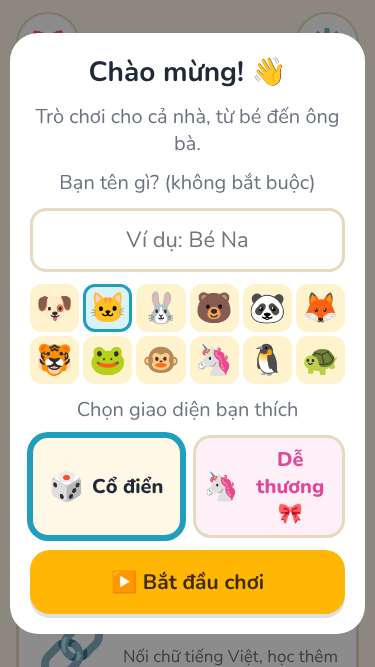 Chào mừng! 👋
Trò chơi cho cả nhà, từ bé đến ông
bà.
Bạn tên gì? (không bắt buộc)
Ví dụ: Bé Na
Chọn giao diện bạn thích
Cổ điển
Dễ
thương
Bắt đầu chơi
Nối chữ tiếng Việt, học thêm